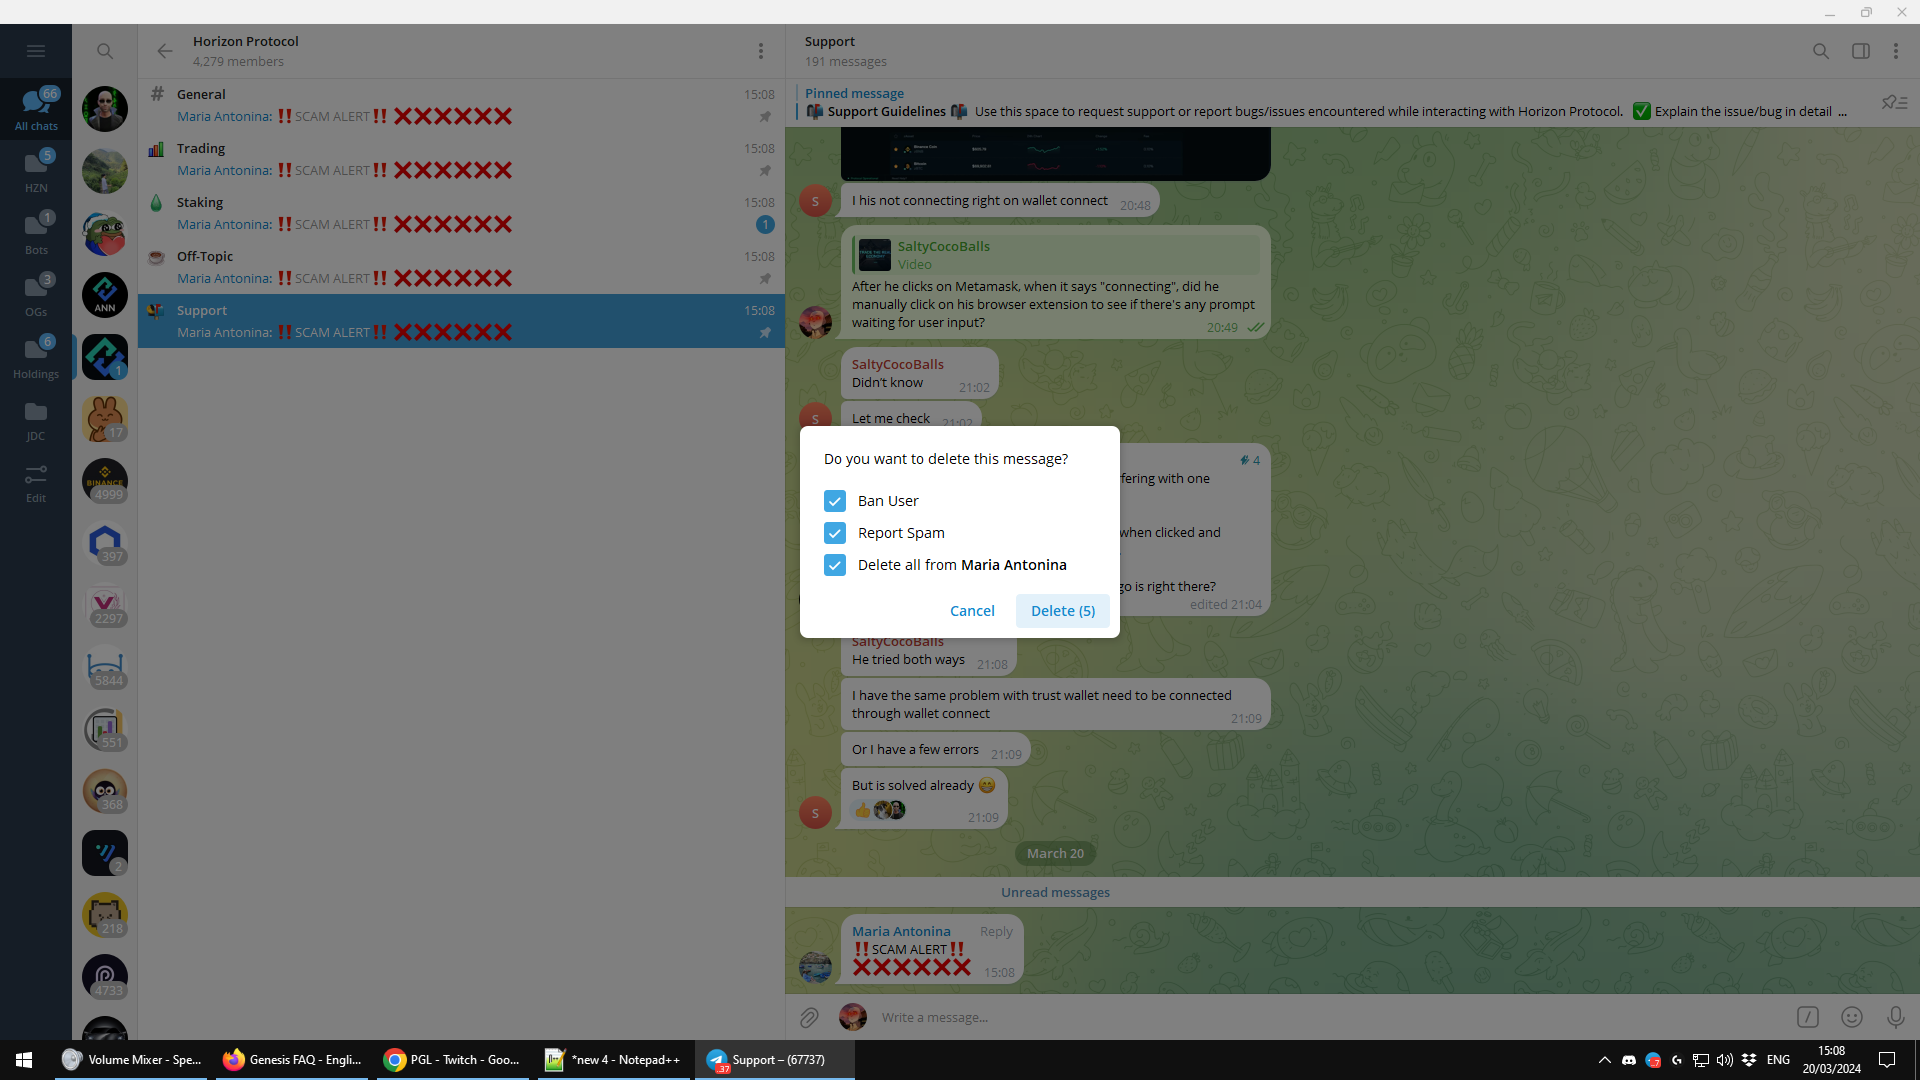 Horizon Protocol
4,279 members
Support
191 messages
Pinned message
Support Guidelines Use this space to request support or report bugs/issues encountered while interacting with Horizon Protocol. ✅ Explain the issue/bug in detail ...
66
All chats
5
HZN
1
Bots
3
OGs
6
Holdings
JDC
Edit
ANN
1
17
BINANCE
4999
397
2297
5844
551
368
2
218
4733
General
15:08
Maria Antonina: ‼️SCAM ALERT‼️ ❌❌❌❌❌❌
Trading
15:08
Maria Antonina: ‼️SCAM ALERT‼️ ❌❌❌❌❌❌
Staking
15:08
Maria Antonina: ‼️SCAM ALERT‼️ ❌❌❌❌❌❌
1
Off-Topic
15:08
Maria Antonina: ‼️SCAM ALERT‼️ ❌❌❌❌❌❌
Support
15:08
Maria Antonina: ‼️SCAM ALERT‼️ ❌❌❌❌❌❌
S
I his not connecting right on wallet connect 20:48
SaltyCocoBalls
Video
After he clicks on Metamask, when it says "connecting", did he
manually click on his browser extension to see if there's any prompt
waiting for user input?
20:49
SaltyCocoBalls
Didn't know 21:02
S
Let me check 21:02
4
fering with one
when clicked and
go is right there?
edited 21:04
Do you want to delete this message?
Ban User
Report Spam
Delete all from Maria Antonina
Cancel
Delete (5)
SaltyCocoBalls
He tried both ways 21:08
I have the same problem with trust wallet need to be connected
through wallet connect
21:09
Or I have a few errors 21:09
But is solved already 😁
S
21:09
March 20
Unread messages
Maria Antonina Reply
‼️SCAM ALERT‼️
❌❌❌❌❌❌ 15:08
Write a message...
Volume Mixer - Spe...
Genesis FAQ - Engli...
PGL - Twitch - Goo...
*new 4 - Notepad++
.37
Support – (67737)
ENG
15:08
20/03/2024